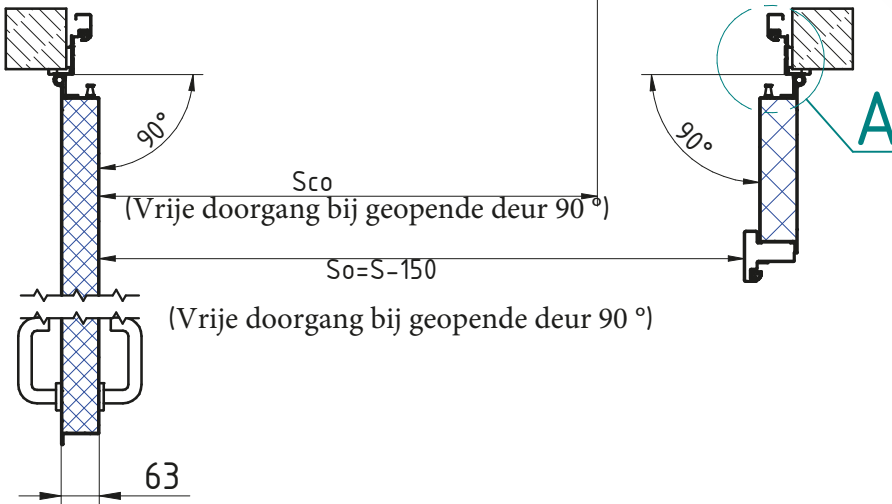 90°
90°
A
Sco
(Vrije doorgang bij geopende deur 90 °)
So=S-150
(Vrije doorgang bij geopende deur 90 °)
63